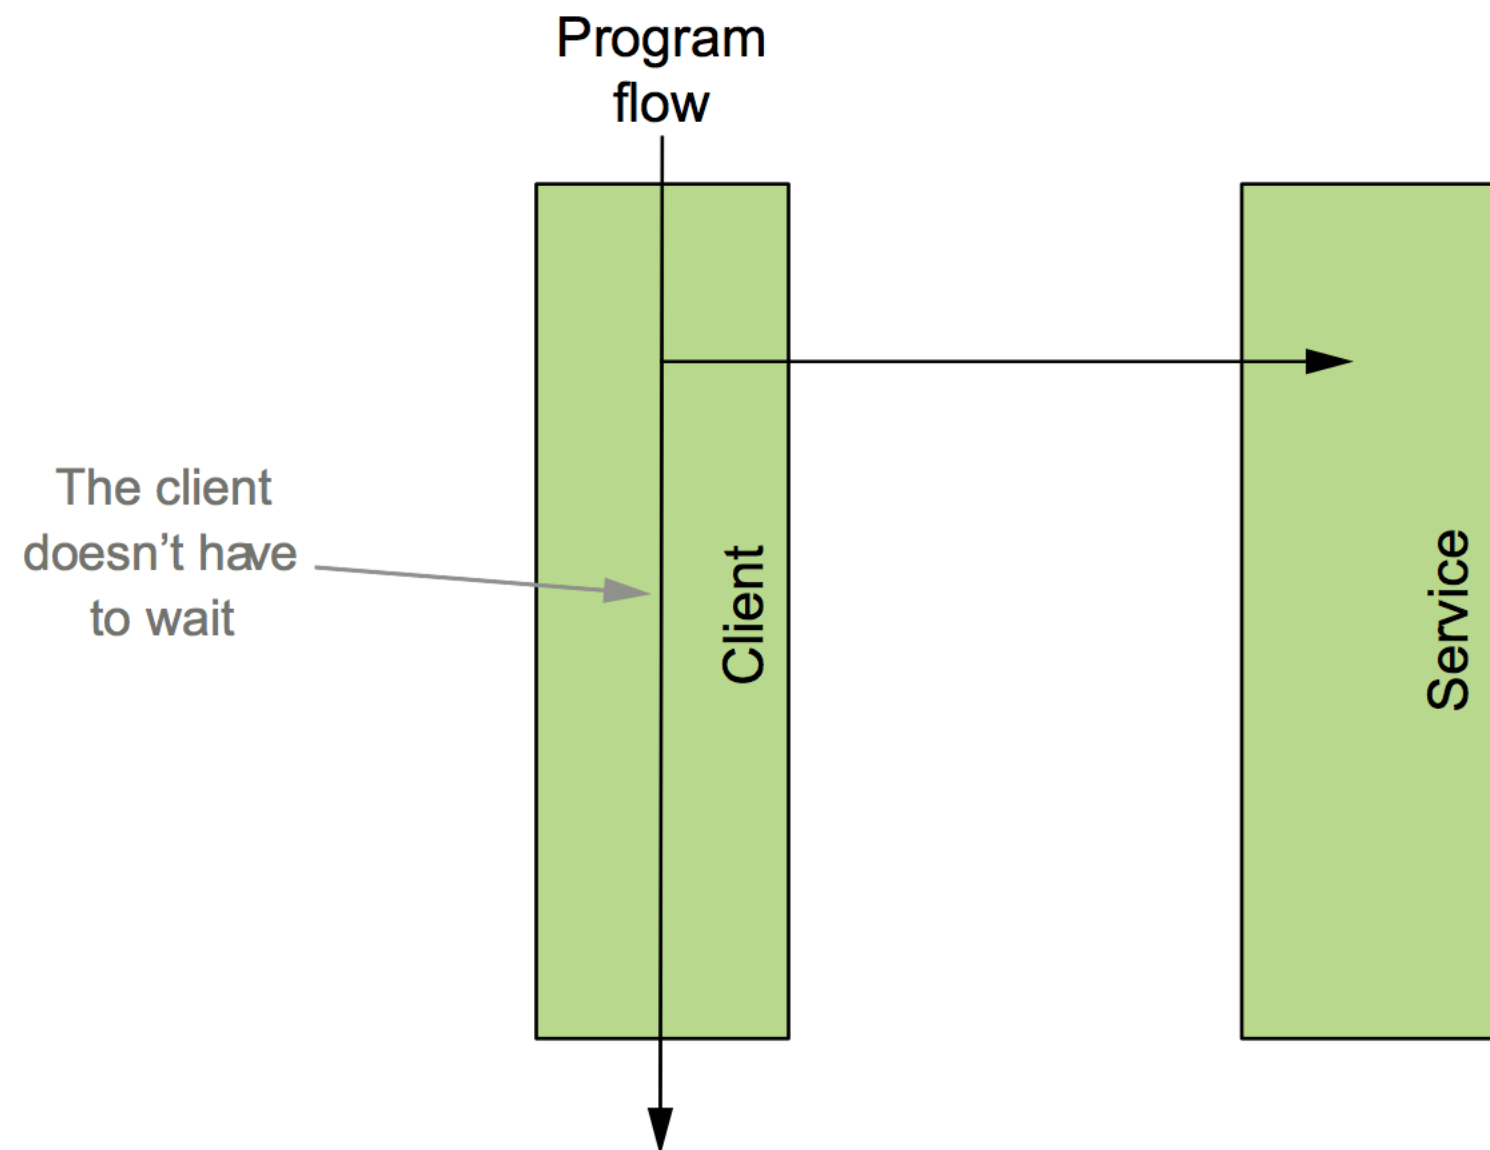 Program
flow
The client
doesn’t have
to wait
Client
Service